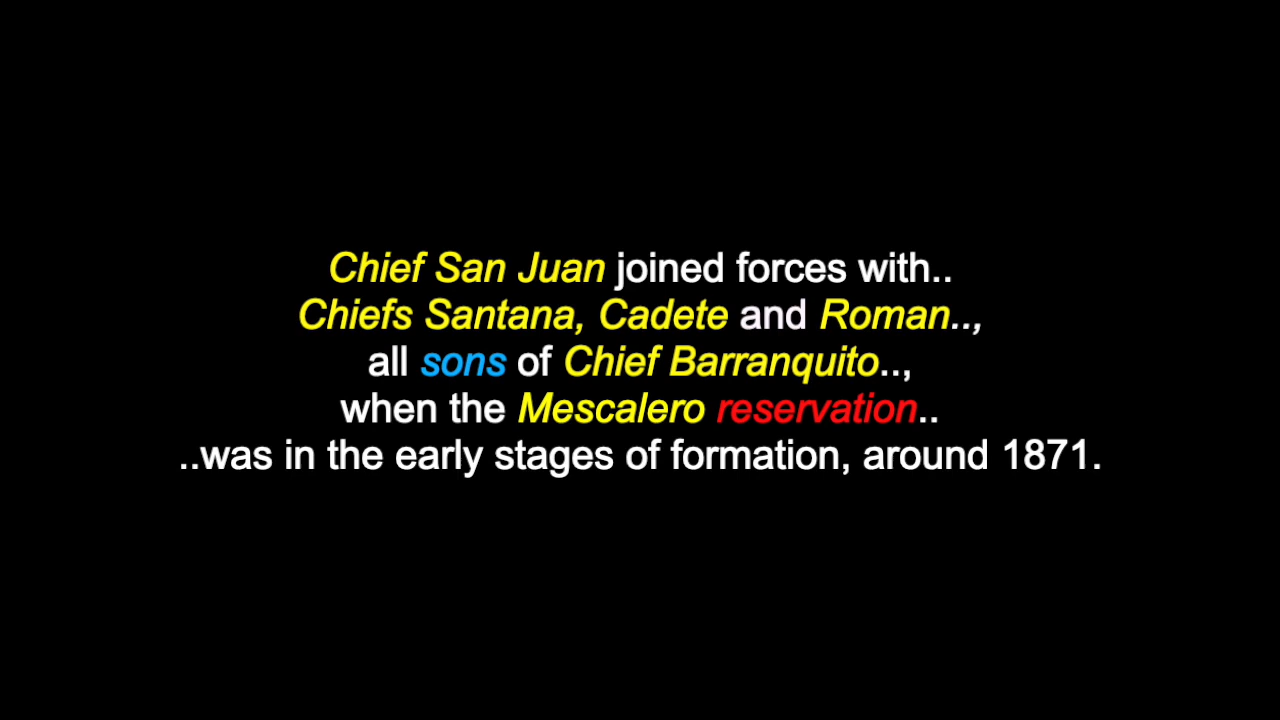 Chief San Juan joined forces with..
Chiefs Santana, Cadete and Roman..,
all sons of Chief Barranquito..,
when the Mescalero reservation..
..was in the early stages of formation, around 1871.